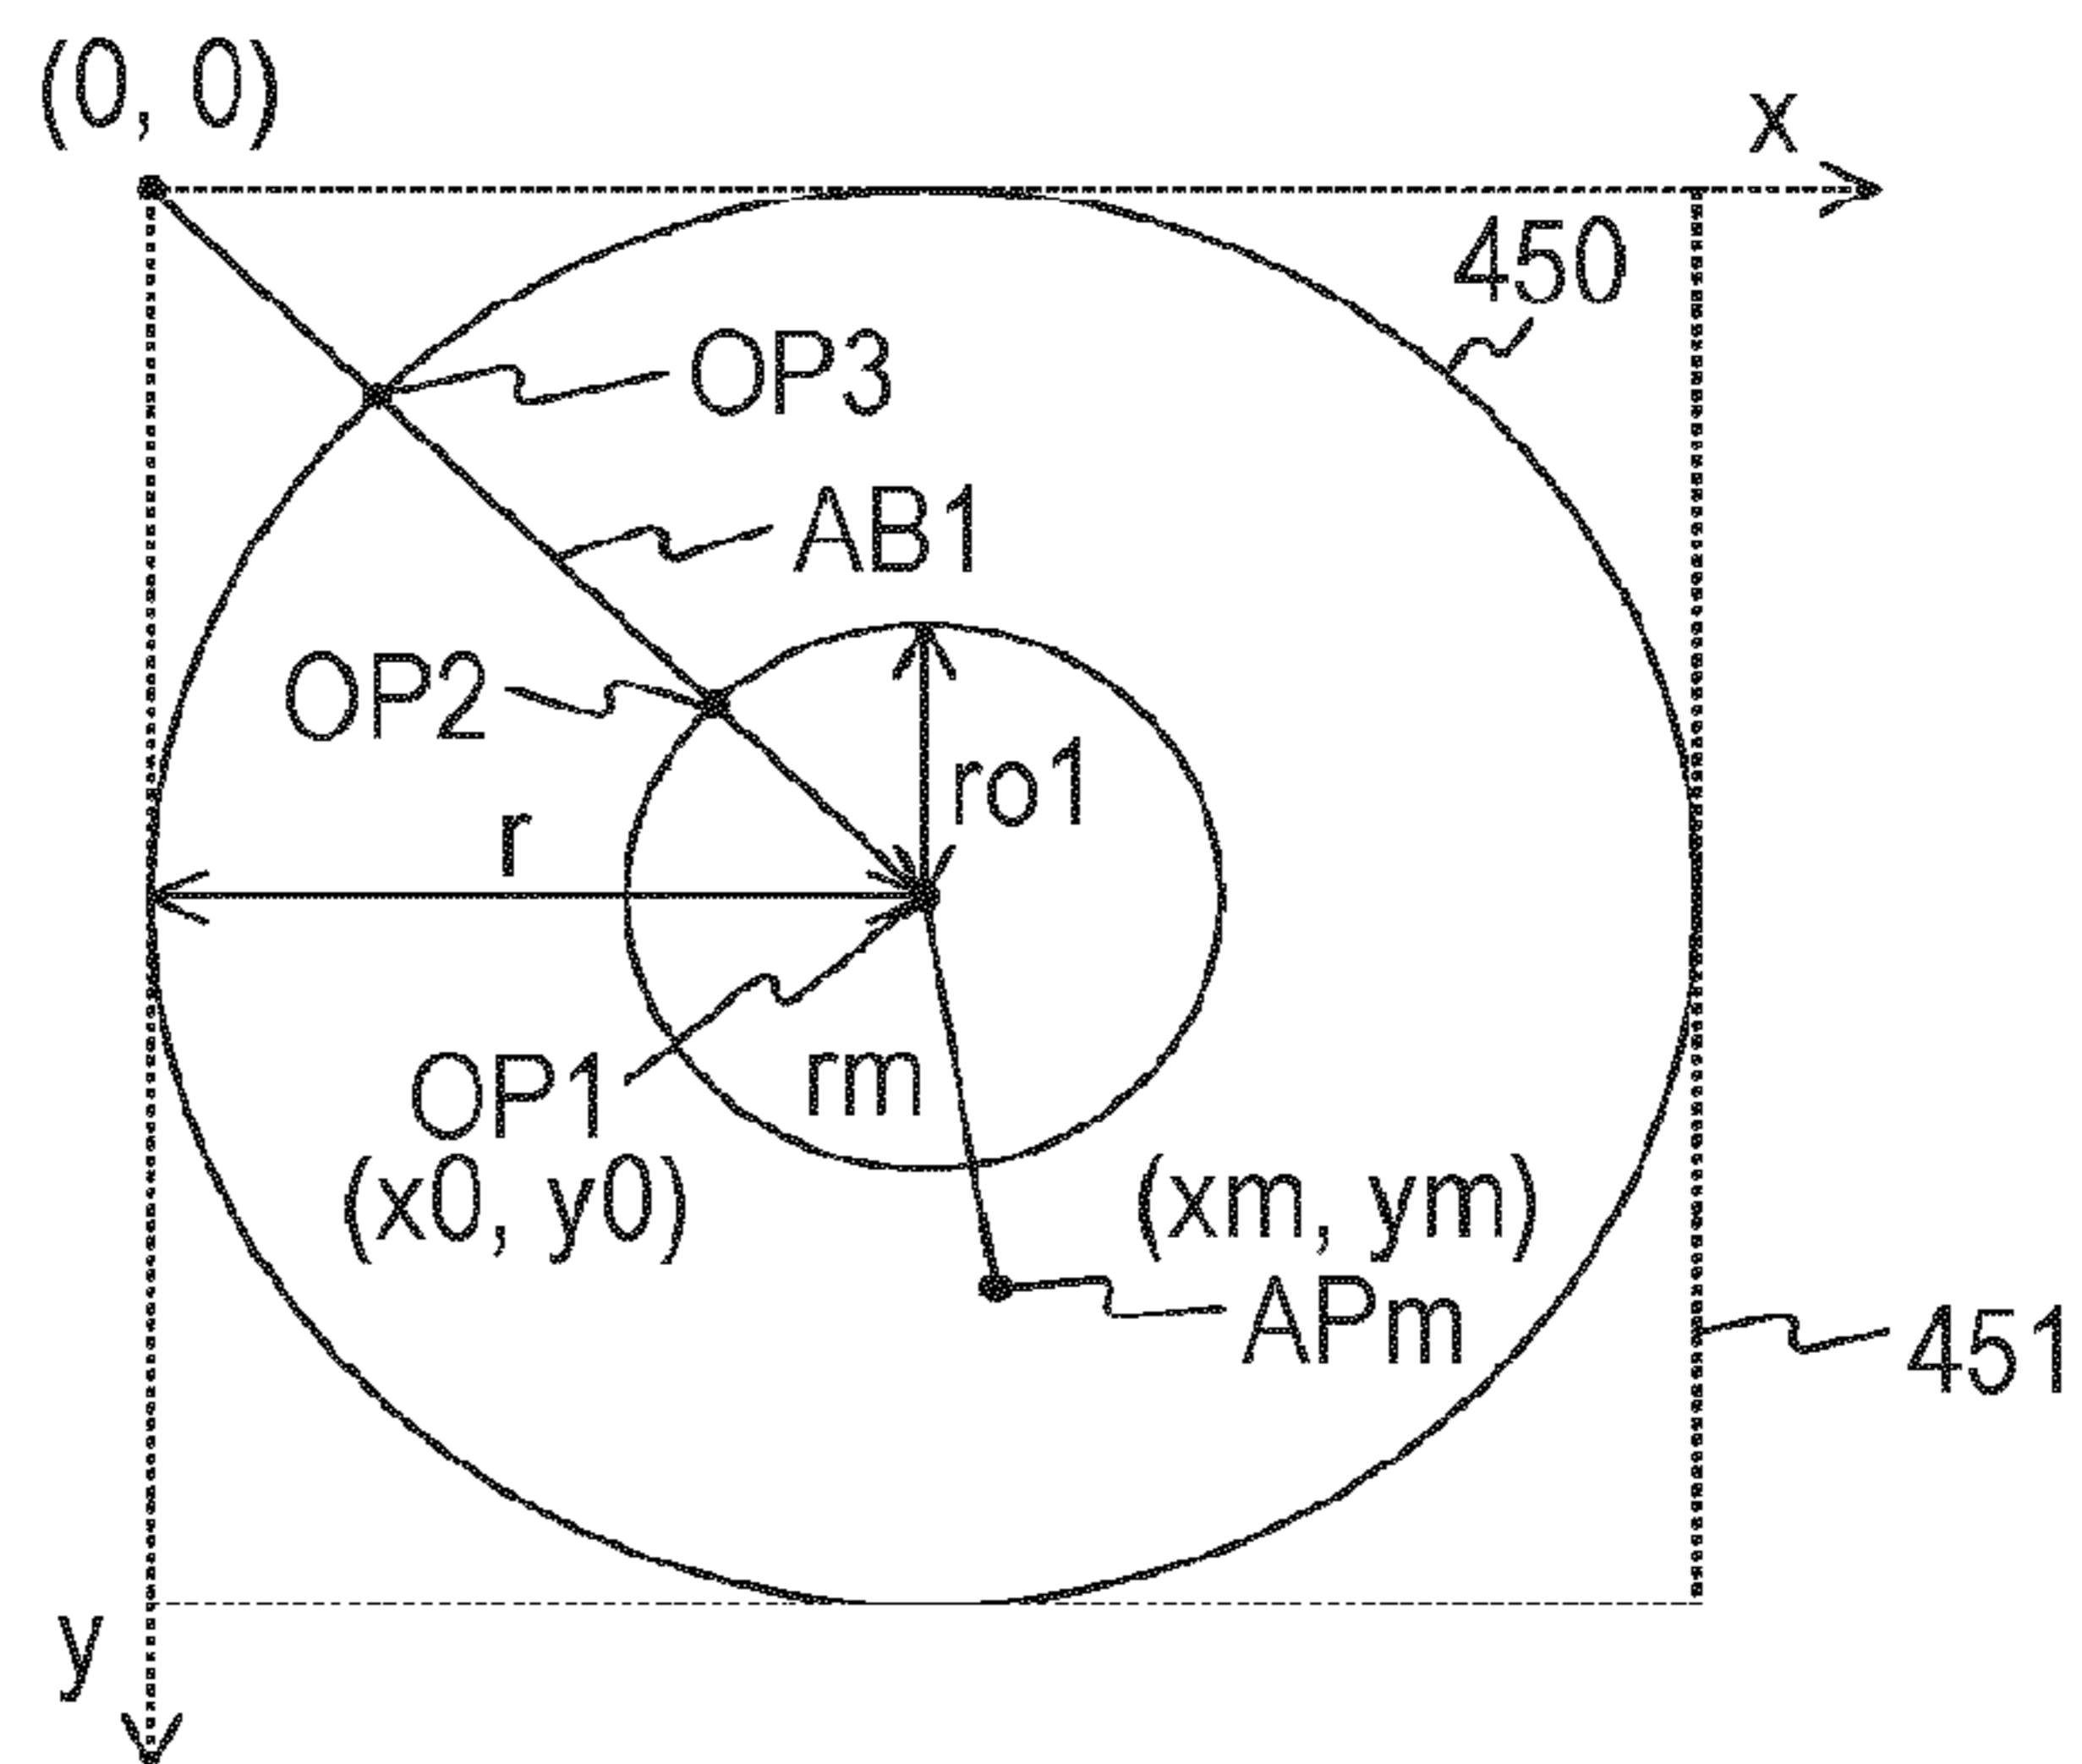 (0, 0)
x
450
OP3
AB1
OP2
ro1
r
OP1
(x0, y0)
rm
(xm, ym)
APm
451
y